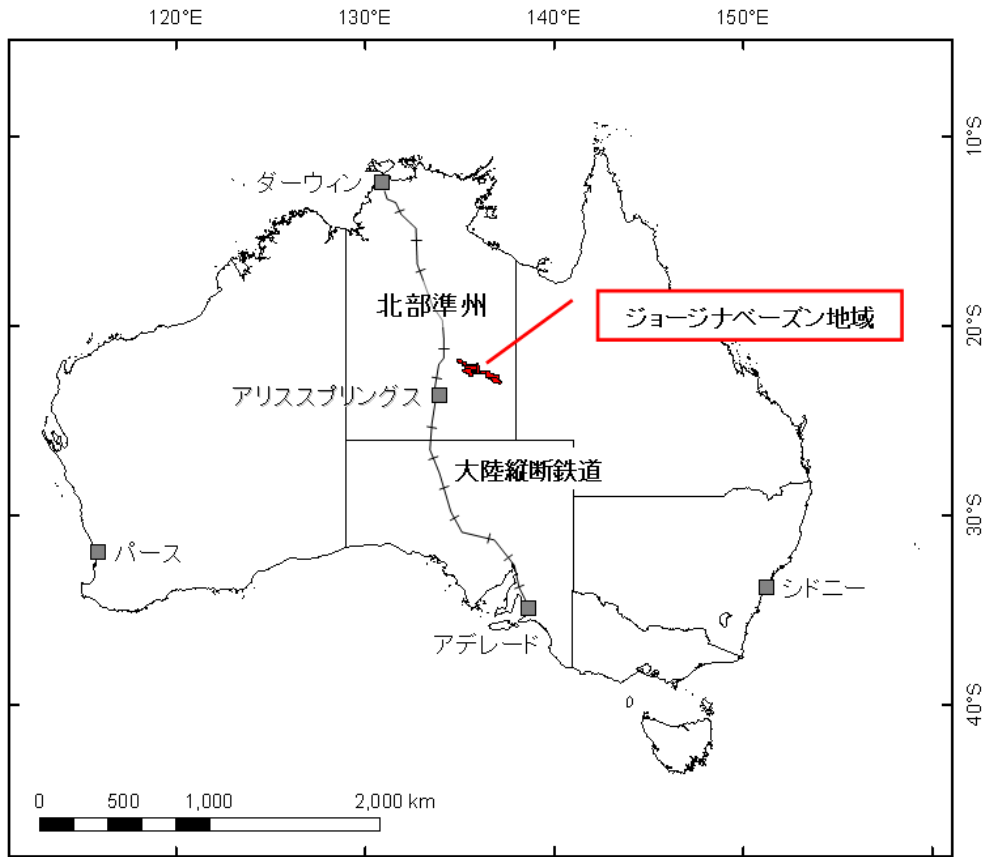 120°E 130°E 140°E 150°E
10°S
ダーウィン
北部準州
ジョージナベーズン地域
20°S
アリススプリングス
大陸縦断鉄道
30°S
パース
シドニー
アデレード
40°S
0 500 1,000 2,000 km